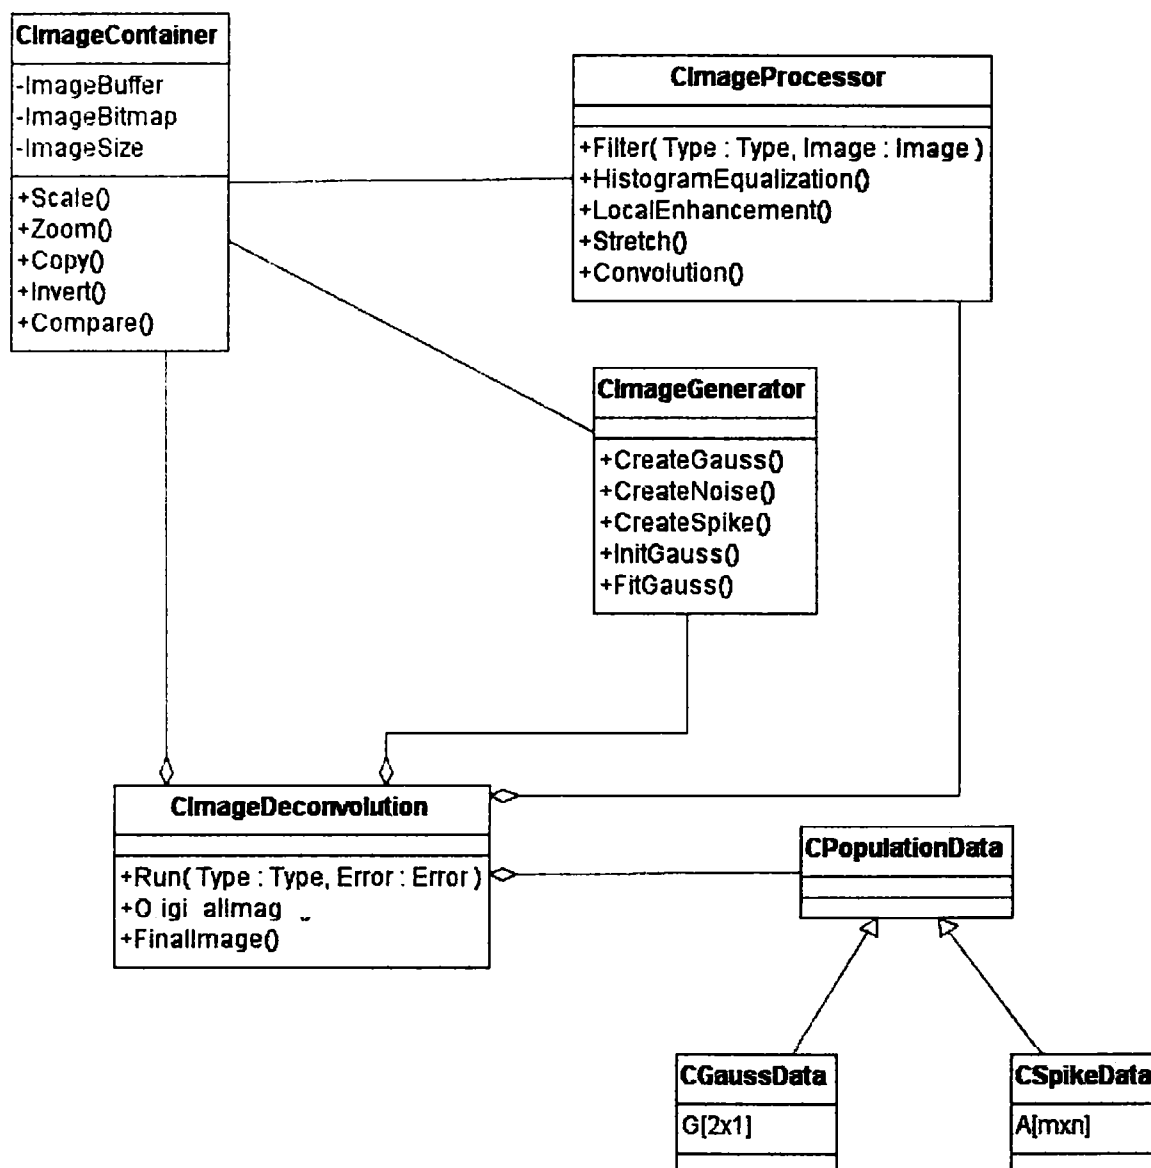 CImageContainer
-ImageBuffer
-ImageBitmap
-ImageSize
+Scale()
+Zoom()
+Copy()
+Invert()
+Compare()
CImageProcessor
+Filter( Type : Type, Image : Image )
+HistogramEqualization()
+LocalEnhancement()
+Stretch()
+Convolution()
CImageGenerator
+CreateGauss()
+CreateNoise()
+CreateSpike()
+InitGauss()
+FitGauss()
CImageDeconvolution
+Run( Type : Type, Error : Error )
+FinalImage()
CPopulationData
CGaussData
G[2x1]
CSpikeData
A[mxn]